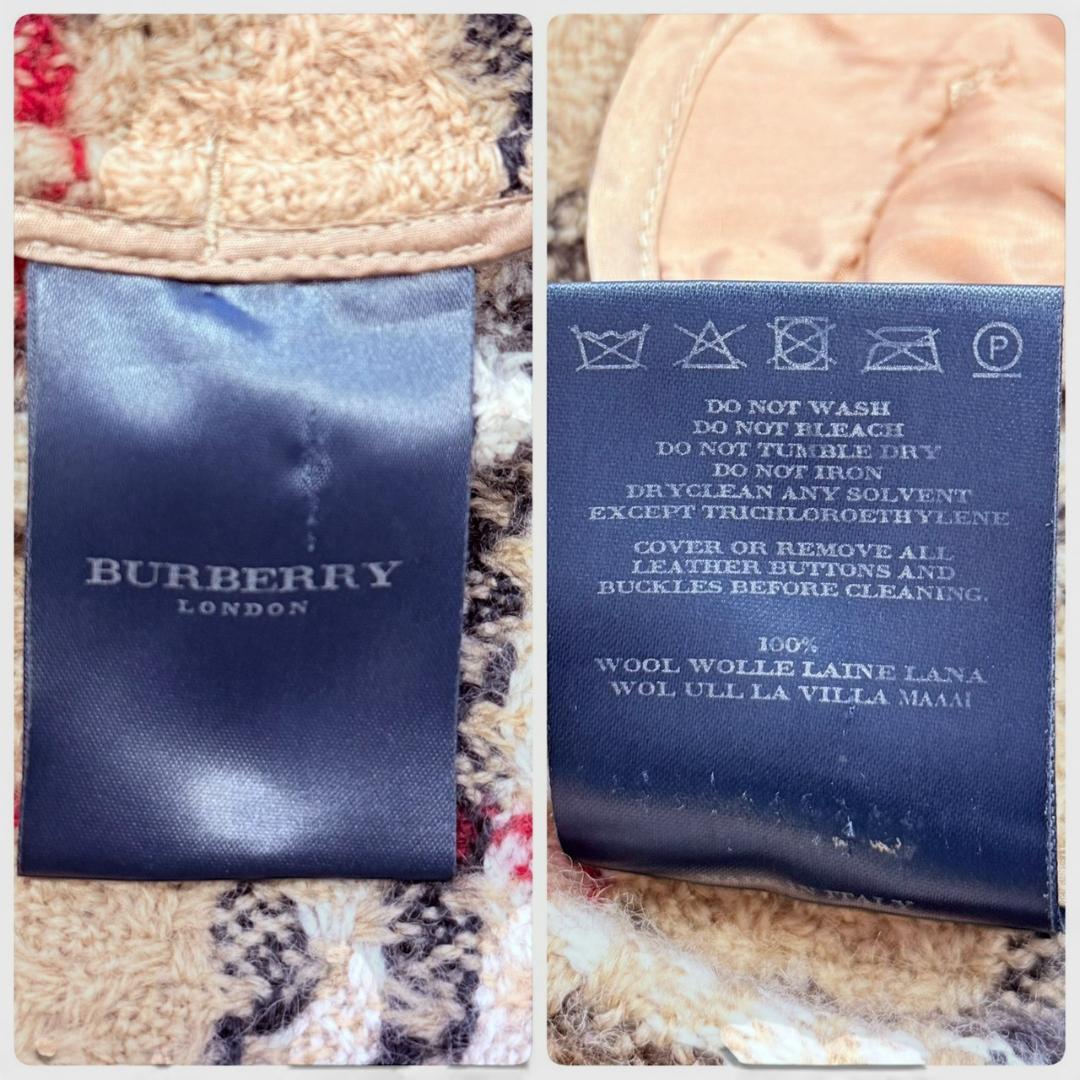 BURBERRY
LONDON
P
DO NOT WASH
DO NOT BLEACH
DO NOT TUMBLE DRY
DO NOT IRON
DRYCLEAN ANY SOLVENT
EXCEPT TRICHLOROETHYLENE
COVER OR REMOVE ALL
LEATHER BUTTONS AND
BUCKLES BEFORE CLEANING.
100%
WOOL WOLLE LAINE LANA
WOL ULL LA VILLA MAAAI
ITALY